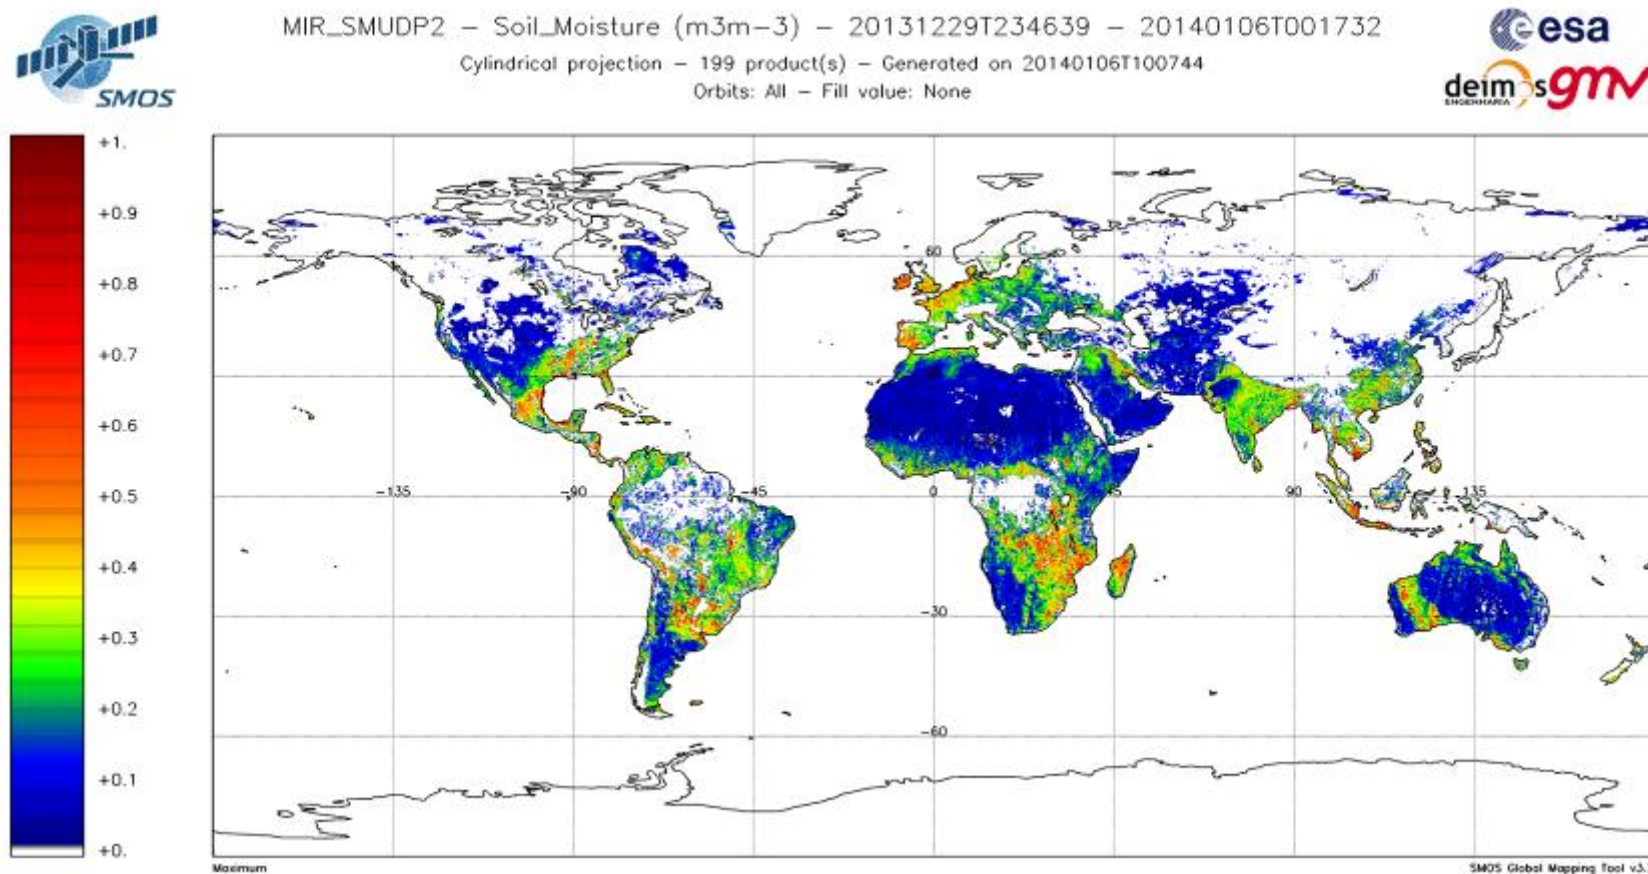 MIR_SMUDP2 - Soil_Moisture (m3m-3) - 20131229T234639 - 20140106T001732
Cylindrical projection - 199 product(s) - Generated on 20140106T100744
Orbits: All - Fill value: None
SMOS
esa
deimos
ENGENHARIA
gmv
+1.
+0.9
+0.8
+0.7
+0.6
+0.5
+0.4
+0.3
+0.2
+0.1
+0.
60
-135 -90 -45 0 45 90 135
-30
-60
Maximum
SMOS Global Mapping Tool v3.